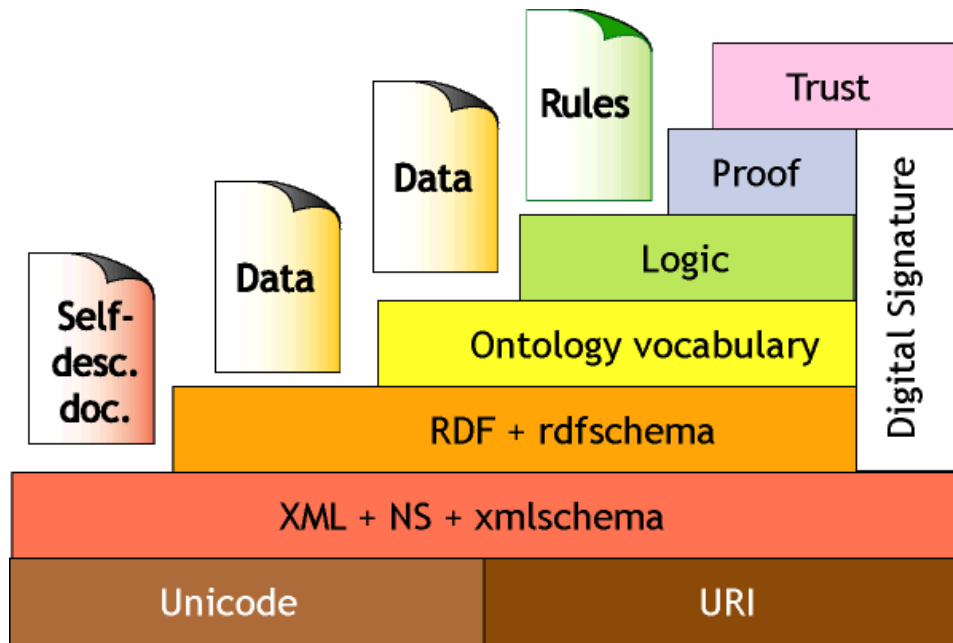 Rules
Trust
Data
Proof
Data
Logic
Self-
desc.
doc.
Ontology vocabulary
Digital Signature
RDF + rdfschema
XML + NS + xmlschema
Unicode
URI